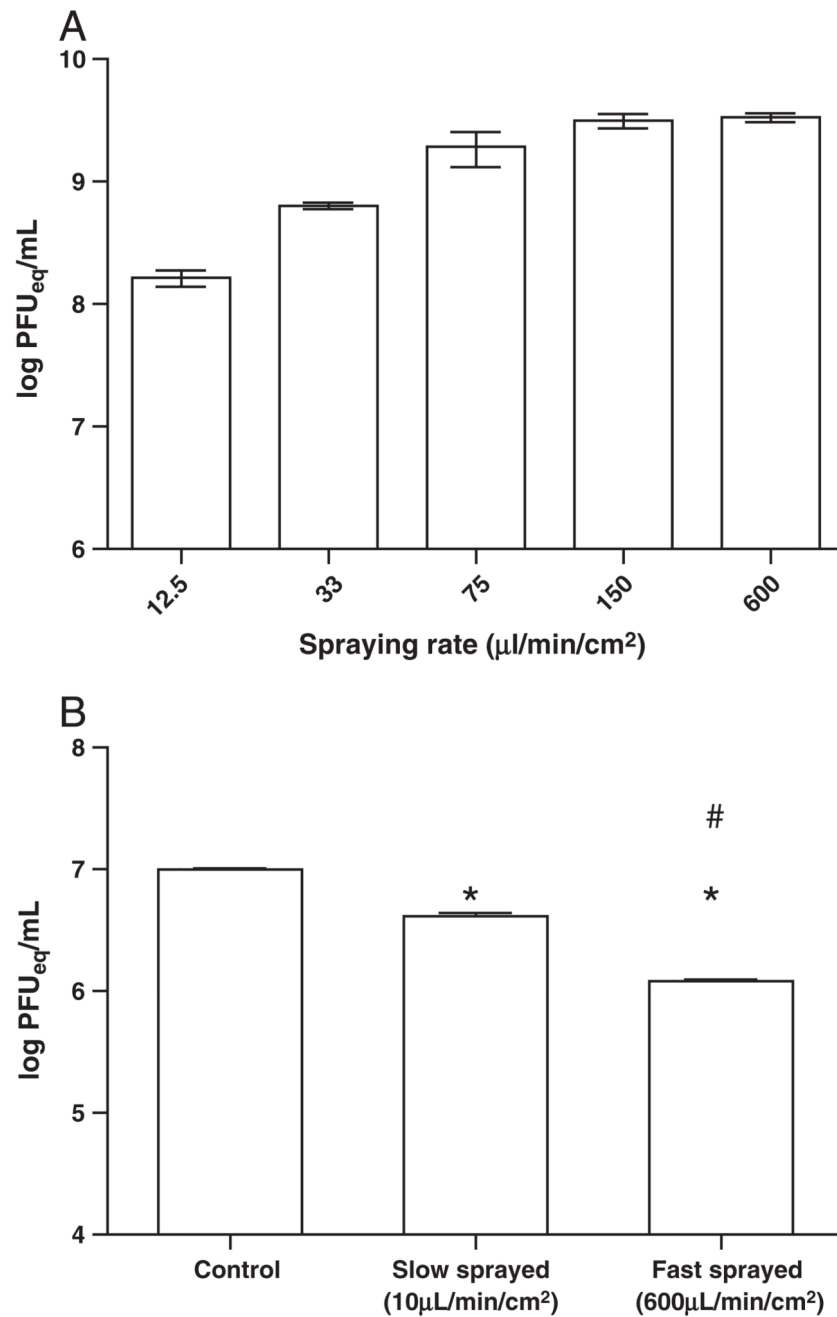 A
10
9
8
7
6
log PFUeq/mL
12.5
33
75
150
600
Spraying rate (µl/min/cm²)
B
8
7
6
5
4
log PFUeq/mL
#
* *
Control
Slow sprayed
(10µL/min/cm²)
Fast sprayed
(600µL/min/cm²)